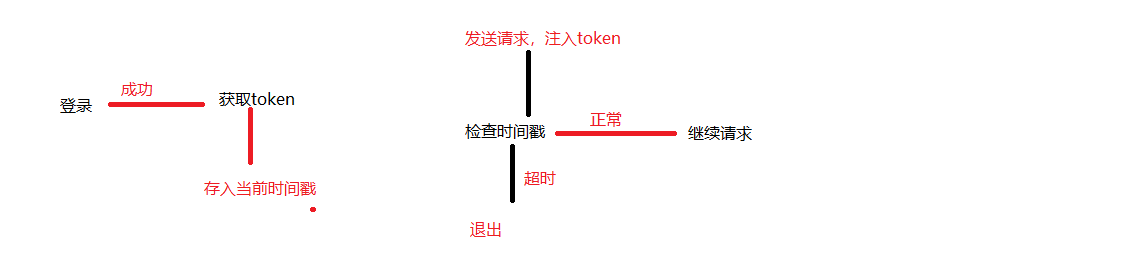 登录
成功
获取token
存入当前时间戳
发送请求，注入token
检查时间戳
正常
继续请求
超时
退出